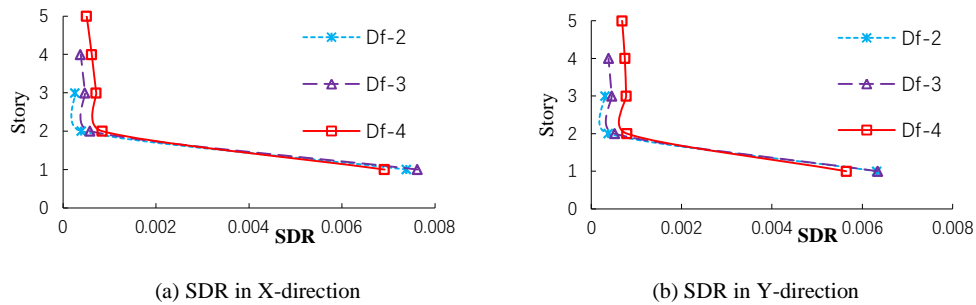 5
4
3
2
1
0
Story
0
0.002
0.004
0.006
0.008
SDR
Df-2
Df-3
Df-4
(a) SDR in X-direction
5
4
3
2
1
0
Story
0
0.002
0.004
0.006
0.008
SDR
Df-2
Df-3
Df-4
(b) SDR in Y-direction